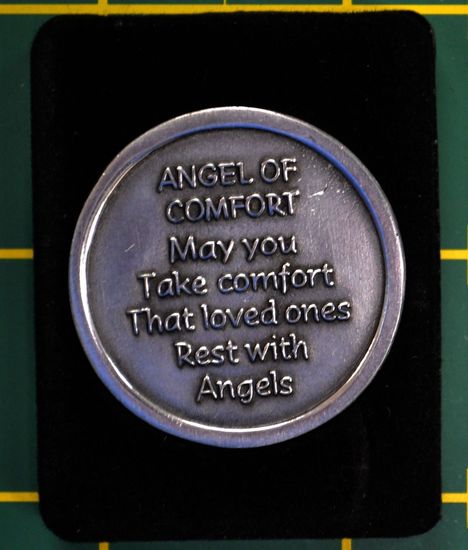 ANGEL OF
COMFORT
May you
Take comfort
That loved ones
Rest with
Angels